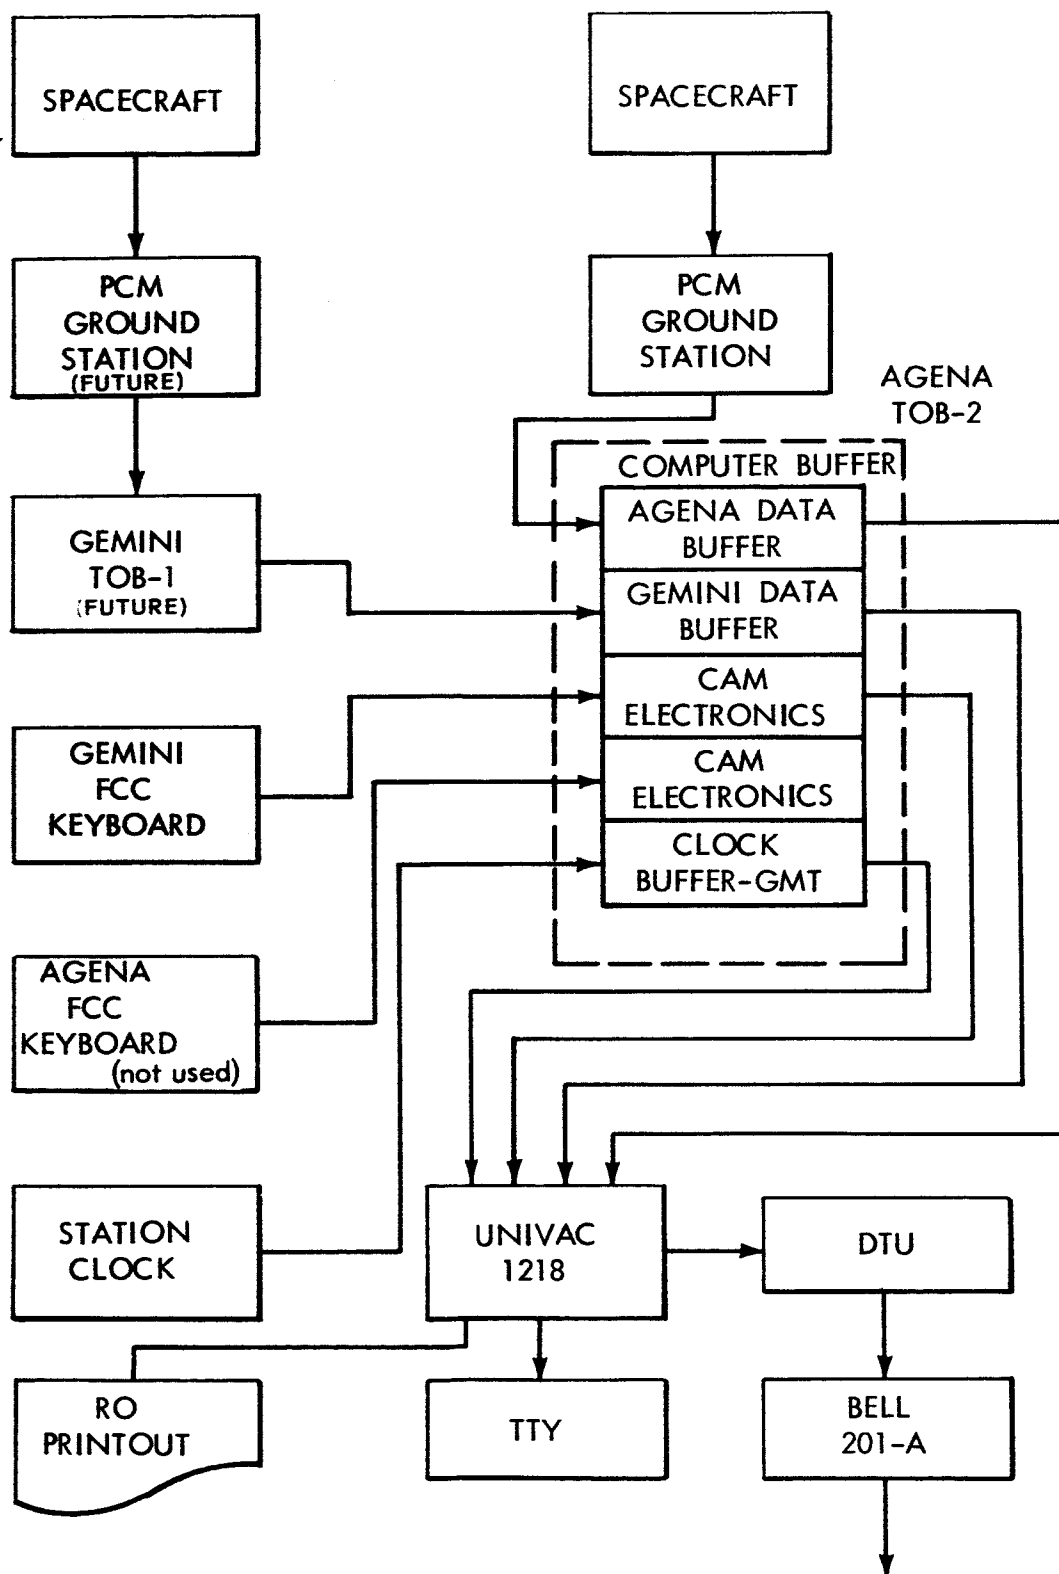 SPACECRAFT
SPACECRAFT
PCM
GROUND
STATION
(FUTURE)
PCM
GROUND
STATION
AGENA
TOB-2
COMPUTER BUFFER
GEMINI
TOB-1
(FUTURE)
AGENA DATA
BUFFER
GEMINI DATA
BUFFER
CAM
ELECTRONICS
CAM
ELECTRONICS
CLOCK
BUFFER-GMT
GEMINI
FCC
KEYBOARD
AGENA
FCC
KEYBOARD
(not used)
STATION
CLOCK
UNIVAC
1218
DTU
RO
PRINTOUT
TTY
BELL
201-A